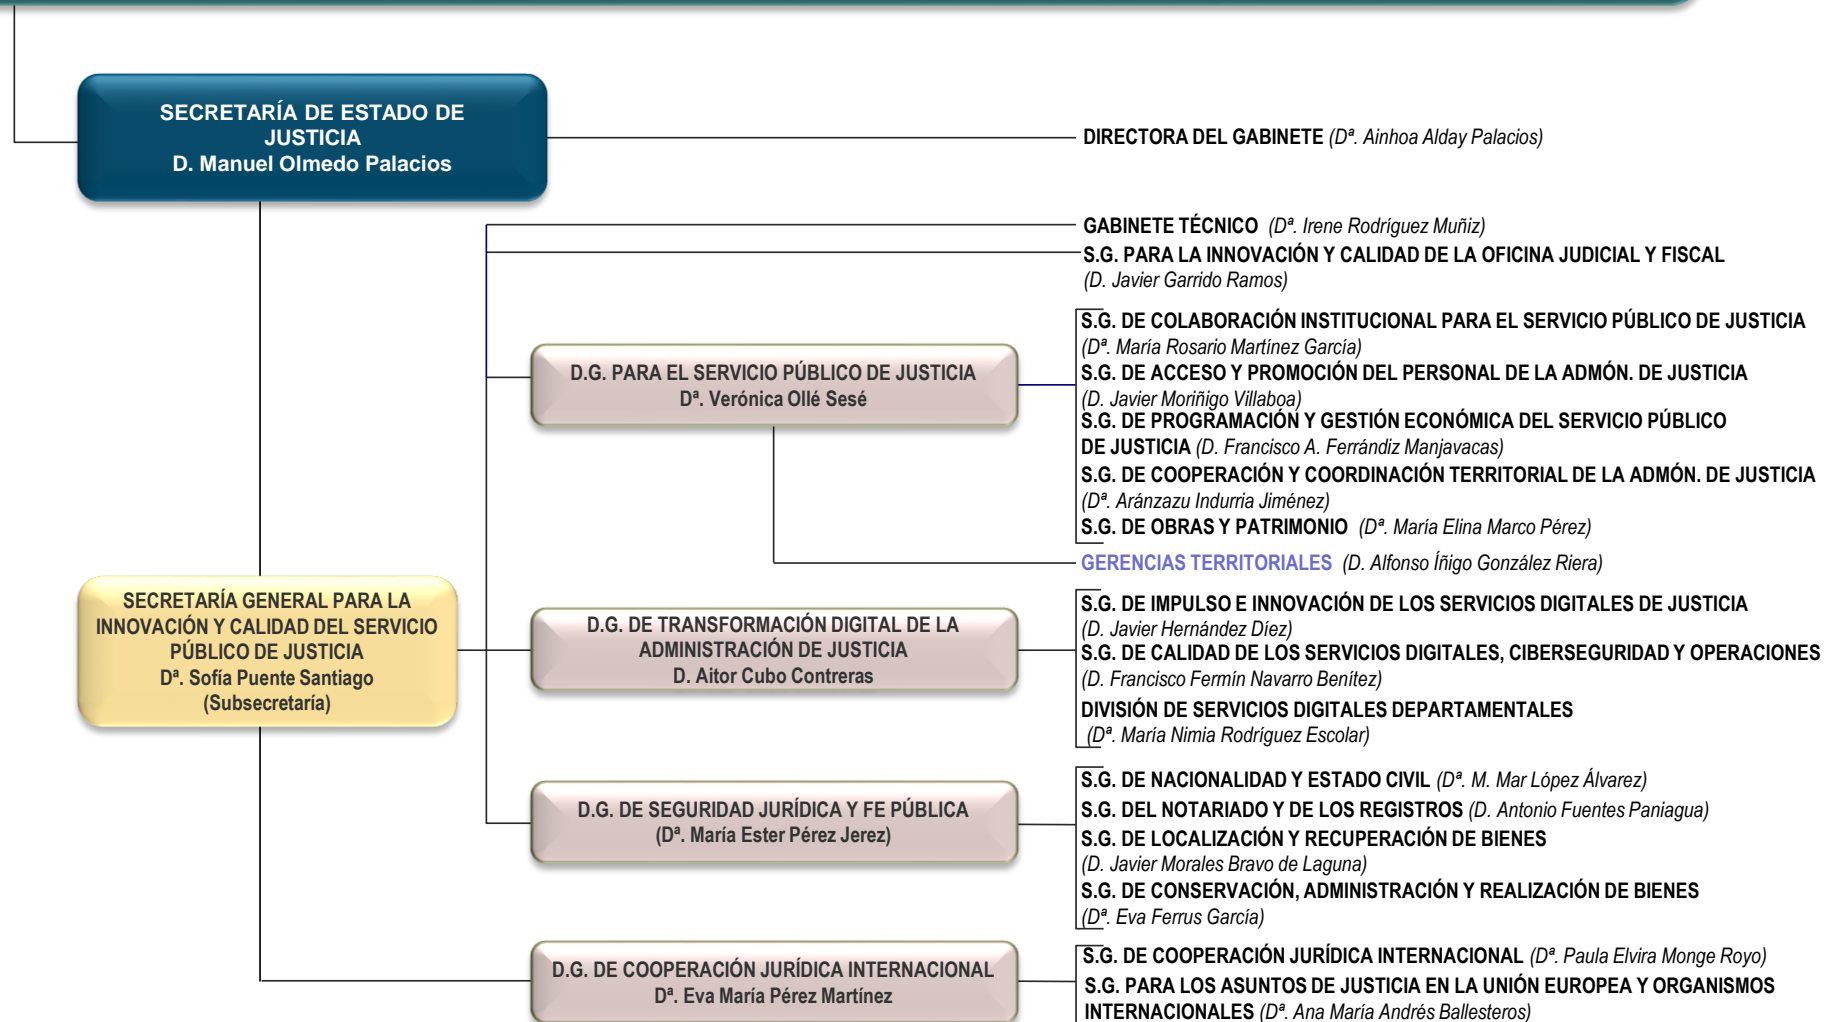 SECRETARÍA DE ESTADO DE
JUSTICIA
D. Manuel Olmedo Palacios
DIRECTORA DEL GABINETE (Dª. Ainhoa Alday Palacios)
GABINETE TÉCNICO (Dª. Irene Rodríguez Muñiz)
S.G. PARA LA INNOVACIÓN Y CALIDAD DE LA OFICINA JUDICIAL Y FISCAL
(D. Javier Garrido Ramos)
D.G. PARA EL SERVICIO PÚBLICO DE JUSTICIA
Dª. Verónica Ollé Sesé
S.G. DE COLABORACIÓN INSTITUCIONAL PARA EL SERVICIO PÚBLICO DE JUSTICIA
(Dª. María Rosario Martínez García)
S.G. DE ACCESO Y PROMOCIÓN DEL PERSONAL DE LA ADMÓN. DE JUSTICIA
(D. Javier Moriñigo Villaboa)
S.G. DE PROGRAMACIÓN Y GESTIÓN ECONÓMICA DEL SERVICIO PÚBLICO
DE JUSTICIA (D. Francisco A. Ferrándiz Manjavacas)
S.G. DE COOPERACIÓN Y COORDINACIÓN TERRITORIAL DE LA ADMÓN. DE JUSTICIA
(Dª. Aránzazu Indurria Jiménez)
S.G. DE OBRAS Y PATRIMONIO (Dª. María Elina Marco Pérez)
GERENCIAS TERRITORIALES (D. Alfonso Íñigo González Riera)
SECRETARÍA GENERAL PARA LA
INNOVACIÓN Y CALIDAD DEL SERVICIO
PÚBLICO DE JUSTICIA
Dª. Sofía Puente Santiago
(Subsecretaría)
D.G. DE TRANSFORMACIÓN DIGITAL DE LA
ADMINISTRACIÓN DE JUSTICIA
D. Aitor Cubo Contreras
S.G. DE IMPULSO E INNOVACIÓN DE LOS SERVICIOS DIGITALES DE JUSTICIA
(D. Javier Hernández Díez)
S.G. DE CALIDAD DE LOS SERVICIOS DIGITALES, CIBERSEGURIDAD Y OPERACIONES
(D. Francisco Fermín Navarro Benítez)
DIVISIÓN DE SERVICIOS DIGITALES DEPARTAMENTALES
(Dª. María Nimia Rodríguez Escolar)
D.G. DE SEGURIDAD JURÍDICA Y FE PÚBLICA
(Dª. María Ester Pérez Jerez)
S.G. DE NACIONALIDAD Y ESTADO CIVIL (Dª. M. Mar López Álvarez)
S.G. DEL NOTARIADO Y DE LOS REGISTROS (D. Antonio Fuentes Paniagua)
S.G. DE LOCALIZACIÓN Y RECUPERACIÓN DE BIENES
(D. Javier Morales Bravo de Laguna)
S.G. DE CONSERVACIÓN, ADMINISTRACIÓN Y REALIZACIÓN DE BIENES
(Dª. Eva Ferrus García)
D.G. DE COOPERACIÓN JURÍDICA INTERNACIONAL
Dª. Eva María Pérez Martínez
S.G. DE COOPERACIÓN JURÍDICA INTERNACIONAL (Dª. Paula Elvira Monge Royo)
S.G. PARA LOS ASUNTOS DE JUSTICIA EN LA UNIÓN EUROPEA Y ORGANISMOS
INTERNACIONALES (Dª. Ana María Andrés Ballesteros)